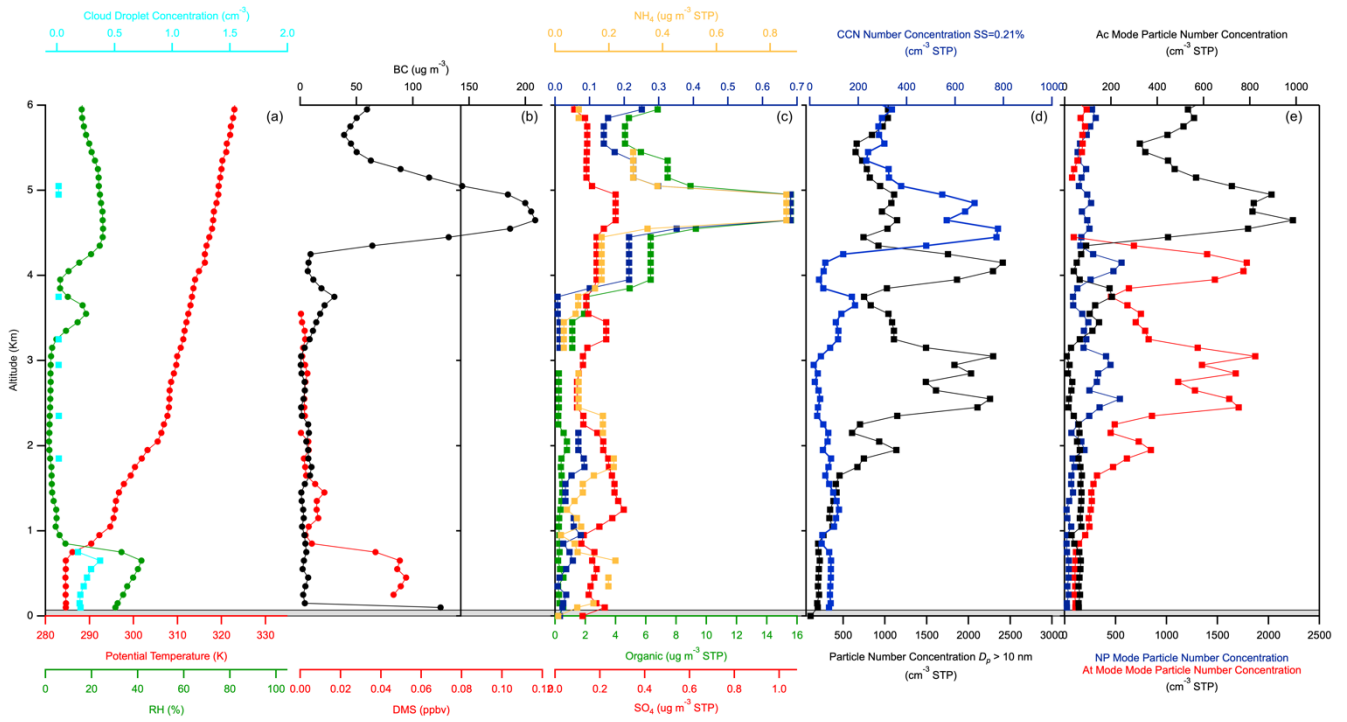 Cloud Droplet Concentration (cm⁻³)
0.0 0.5 1.0 1.5 2.0
NH₄ (ug m⁻³ STP)
0.0 0.2 0.4 0.6 0.8
CCN Number Concentration SS=0.21%
(cm⁻³ STP)
Ac Mode Particle Number Concentration
(cm⁻³ STP)
BC (ug m⁻³)
0 50 100 150 200
0.0 0.1 0.2 0.3 0.4 0.5 0.6 0.7
0 200 400 600 800 1000
0 200 400 600 800 1000
(a) (b) (c) (d) (e)
Altitude (Km)
6
5
4
3
2
1
0
280 290 300 310 320 330
Potential Temperature (K)
0 20 40 60 80 100
RH (%)
0.00 0.02 0.04 0.06 0.08 0.10 0.12
DMS (ppbv)
0 2 4 6 8 10 12 14 16
Organic (ug m⁻³ STP)
0.2 0.4 0.6 0.8 1.0
SO₄ (ug m⁻³ STP)
500 1000 1500 2000 2500 3000
Particle Number Concentration Dₚ > 10 nm
(cm⁻³ STP)
0 500 1000 1500 2000 2500
NP Mode Particle Number Concentration
At Mode Mode Particle Number Concentration
(cm⁻³ STP)